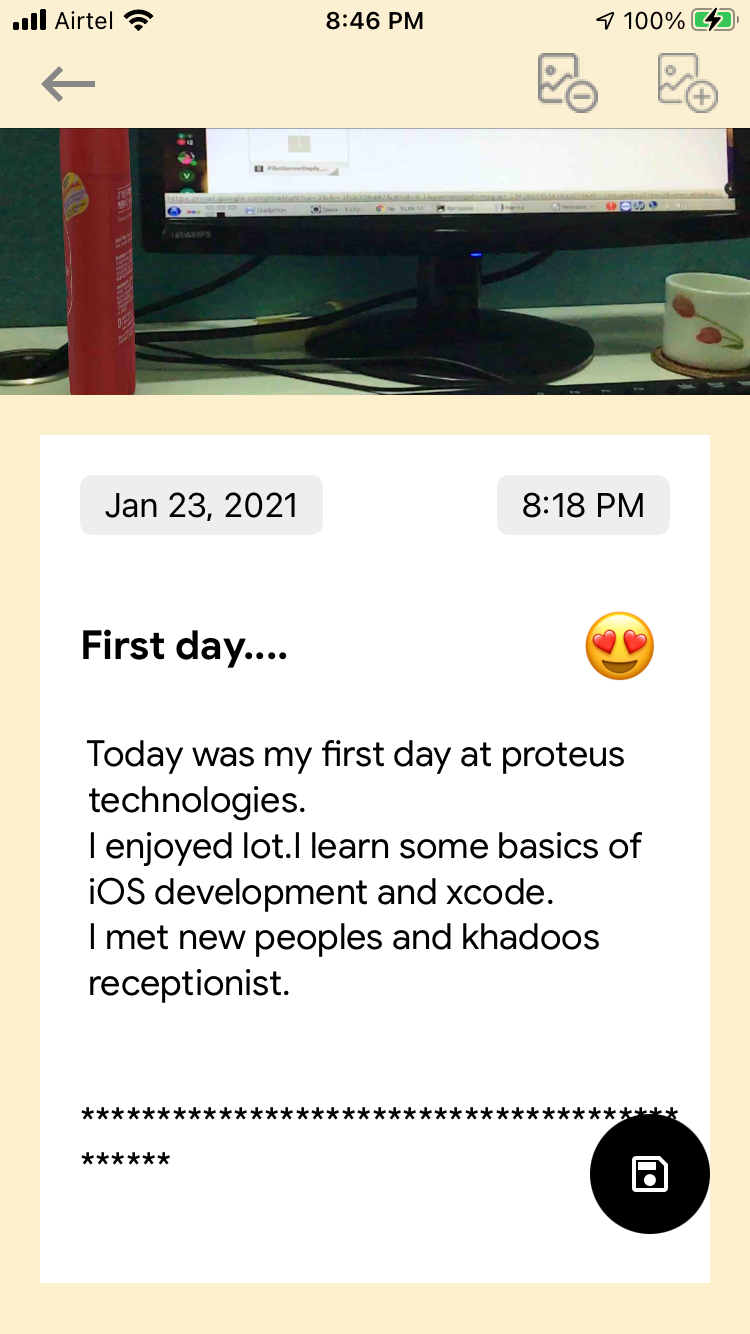 Airtel
8:46 PM
100%
Jan 23, 2021
8:18 PM
First day....
Today was my first day at proteus
technologies.
I enjoyed lot.I learn some basics of
iOS development and xcode.
I met new peoples and khadoos
receptionist.
***************************************
******